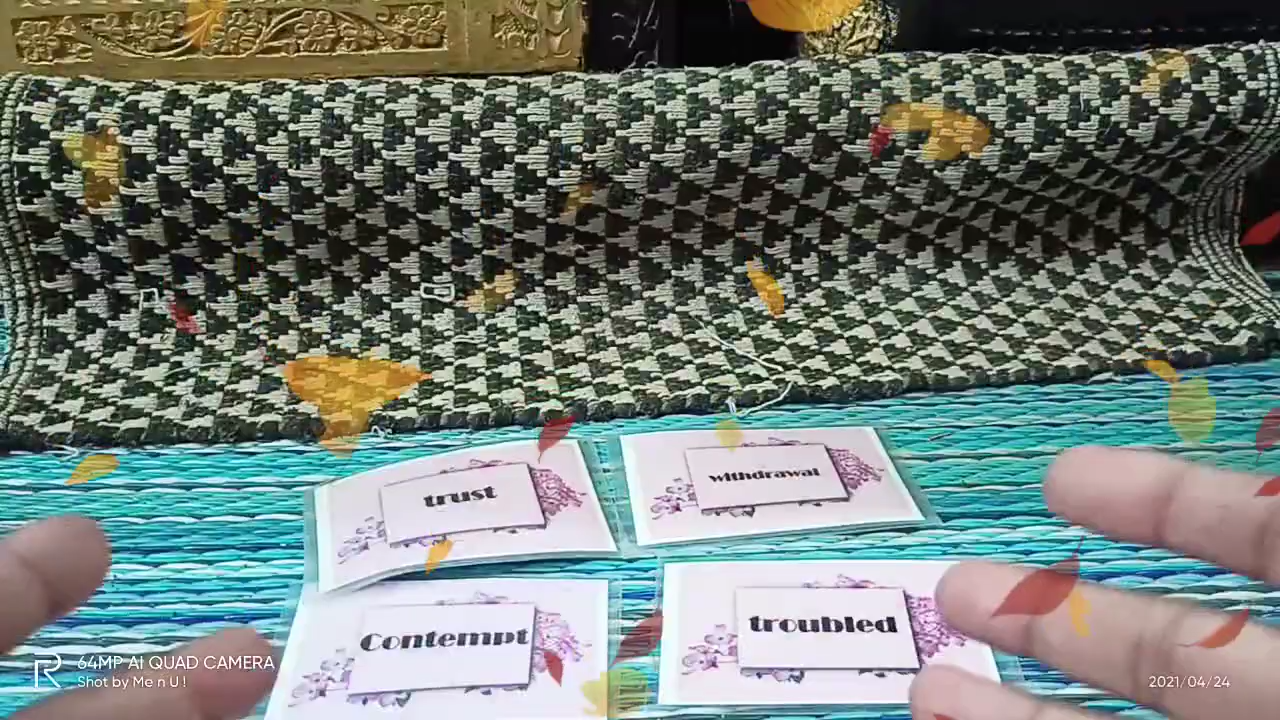 trust
withdrawal
Contempt
troubled
R
64MP AI QUAD CAMERA
Shot by Me n U !
2021/04/24